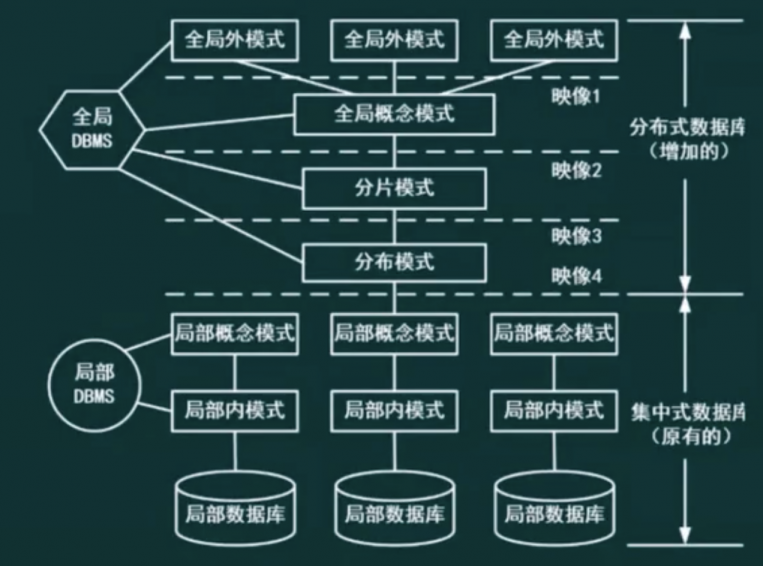 全局外模式
全局外模式
全局外模式
映像1
全局
DBMS
全局概念模式
分布式数据库
(增加的)
映像2
分片模式
映像3
分布模式
映像4
局部概念模式
局部概念模式
局部概念模式
局部
DBMS
局部内模式
局部内模式
局部内模式
集中式数据库
(原有的)
局部数据库
局部数据库
局部数据库